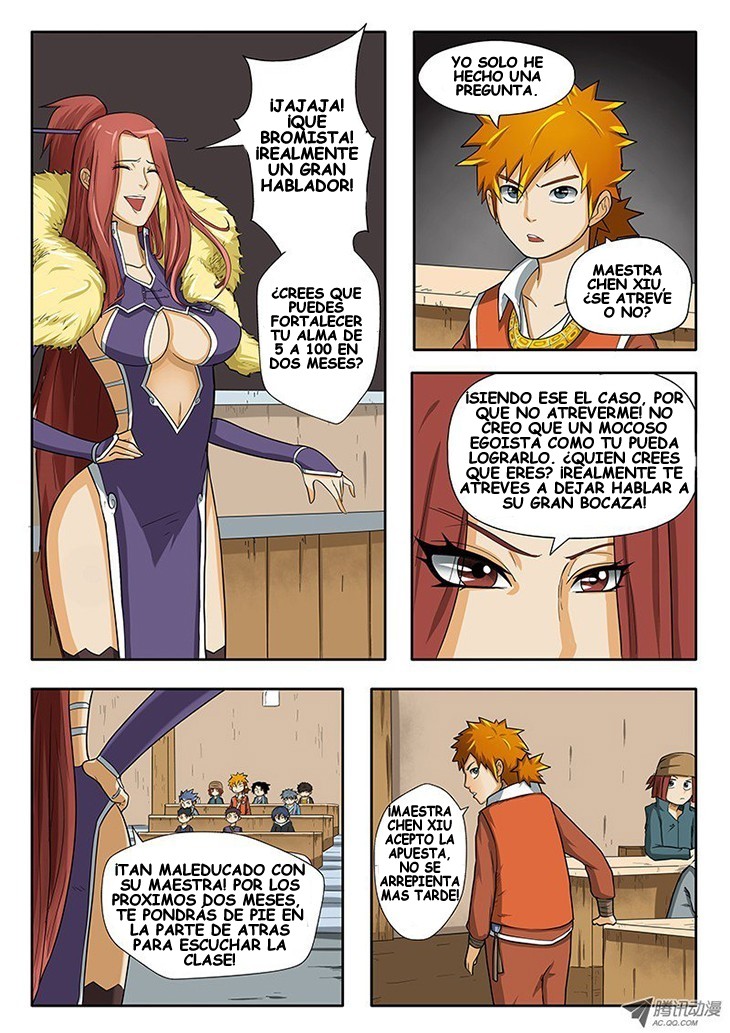 ¡JAJAJA!
¡QUE
BROMISTA!
¡REALMENTE
UN GRAN
HABLADOR!
¿CREES QUE
PUEDES
FORTALECER
TU ALMA DE
5 A 100 EN
DOS MESES?
YO SOLO HE
HECHO UNA
PREGUNTA.
MAESTRA
CHEN XIU,
¿SE ATREVE
O NO?
¡SIENDO ESE EL CASO, POR
QUE NO ATREVERME! NO
CREO QUE UN MOCOSO
EGOISTA COMO TU PUEDA
LOGRARLO. ¿QUIEN CREES
QUE ERES? ¡REALMENTE TE
ATREVES A DEJAR HABLAR A
SU GRAN BOCAZA!
¡TAN MALEDUCADO CON
SU MAESTRA! POR LOS
PROXIMOS DOS MESES,
TE PONDRAS DE PIE EN
LA PARTE DE ATRAS
PARA ESCUCHAR LA
CLASE!
¡MAESTRA
CHEN XIU
ACEPTO LA
APUESTA,
NO SE
ARREPIENTA
MAS TARDE!
腾讯动漫
AC.QQ.COM